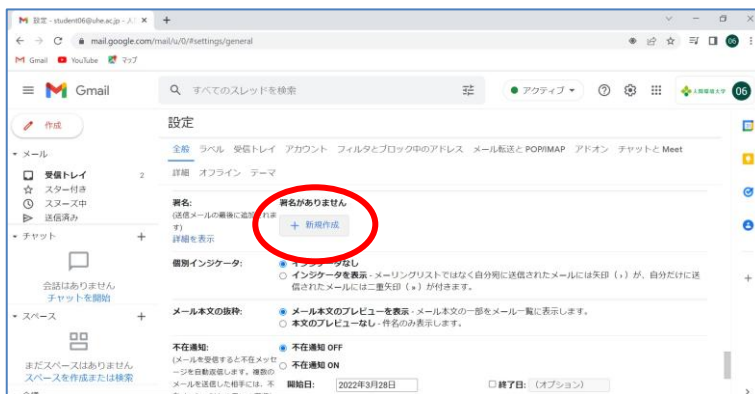 設定 - student06@uhe.ac.jp - 人
mail.google.com/mail/u/0/#settings/general
Gmail YouTube マップ
Gmail
すべてのスレッドを検索
アクティブ
人間環境大学
06
作成
設定
全般 ラベル 受信トレイ アカウント フィルタとブロック中のアドレス メール転送と POP/IMAP アドオン チャットと Meet
詳細 オフライン テーマ
メール
受信トレイ 2
スター付き
スヌーズ中
送信済み
チャット
会話はありません
チャットを開始
スペース
まだスペースはありません
スペースを作成または検索
署名:
(送信メールの最後に追加されます)
詳細を表示
署名がありません
+ 新規作成
個別インジケータ:
インジケータなし
インジケータを表示 - メーリングリストではなく自分宛に送信されたメールには矢印 ( › ) が、自分だけに送
信されたメールには二重矢印 ( » ) が付きます。
メール本文の抜粋:
メール本文のプレビューを表示 - メール本文の一部をメール一覧に表示します。
本文のプレビューなし - 件名のみ表示します。
不在通知:
(メールを受信すると不在メッセ
ージを自動返信します。複数の
メールを送信した相手には、不
不在通知 OFF
不在通知 ON
開始日: 2022年3月28日 終了日: (オプション)